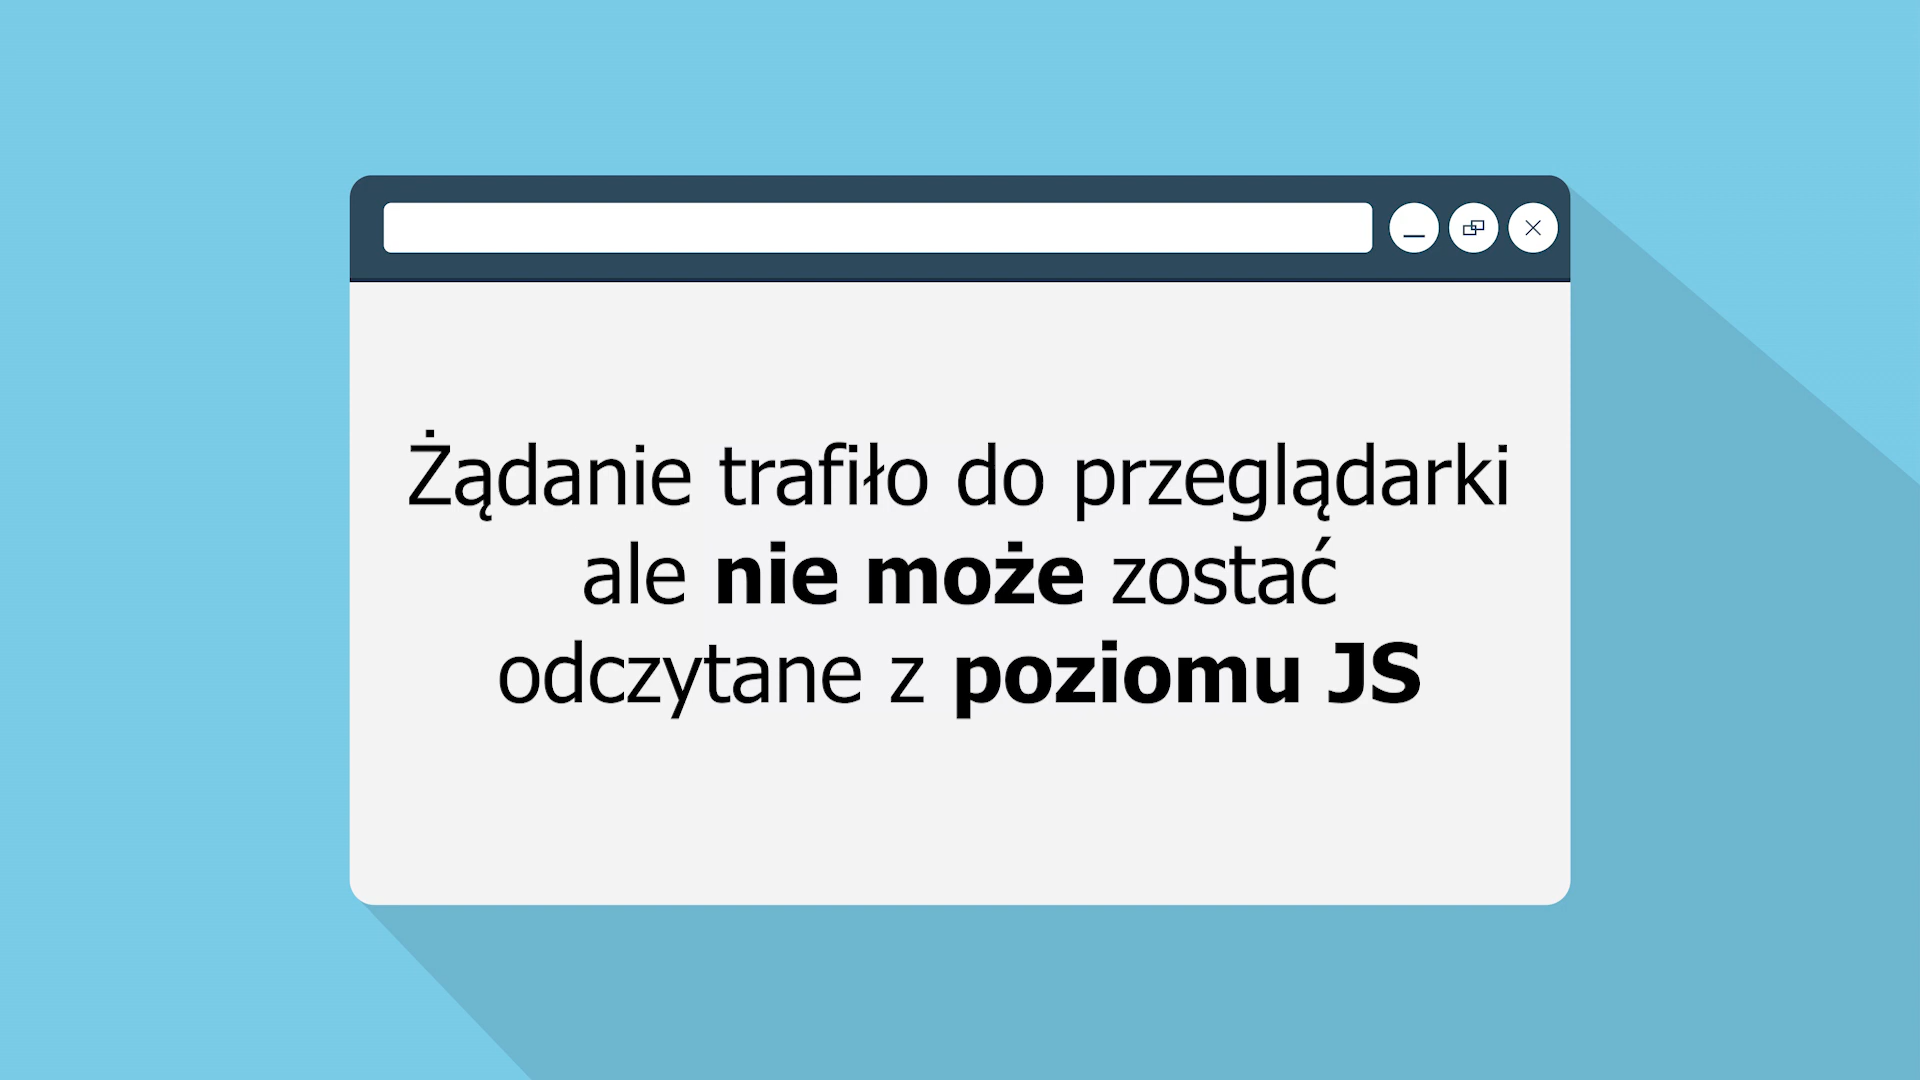 Żądanie trafiło do przeglądarki
ale nie może zostać
odczytane z poziomu JS